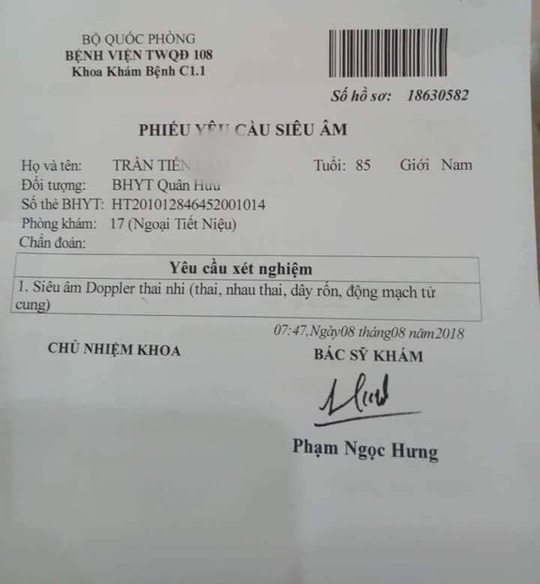 BỘ QUỐC PHÒNG
BỆNH VIỆN TWQĐ 108
Khoa Khám Bệnh C1.1
Số hồ sơ: 18630582
PHIẾU YÊU CẦU SIÊU ÂM
Họ và tên: TRẦN TIẾN
Tuổi: 85 Giới Nam
Đối tượng: BHYT Quân Hưu
Số thẻ BHYT: HT201012846452001014
Phòng khám: 17 (Ngoại Tiết Niệu)
Chẩn đoán:
Yêu cầu xét nghiệm
1. Siêu âm Doppler thai nhi (thai, nhau thai, dây rốn, động mạch tử
cung)
07:47,Ngày08 tháng08 năm2018
CHỦ NHIỆM KHOA
BÁC SỸ KHÁM
Phạm Ngọc Hưng